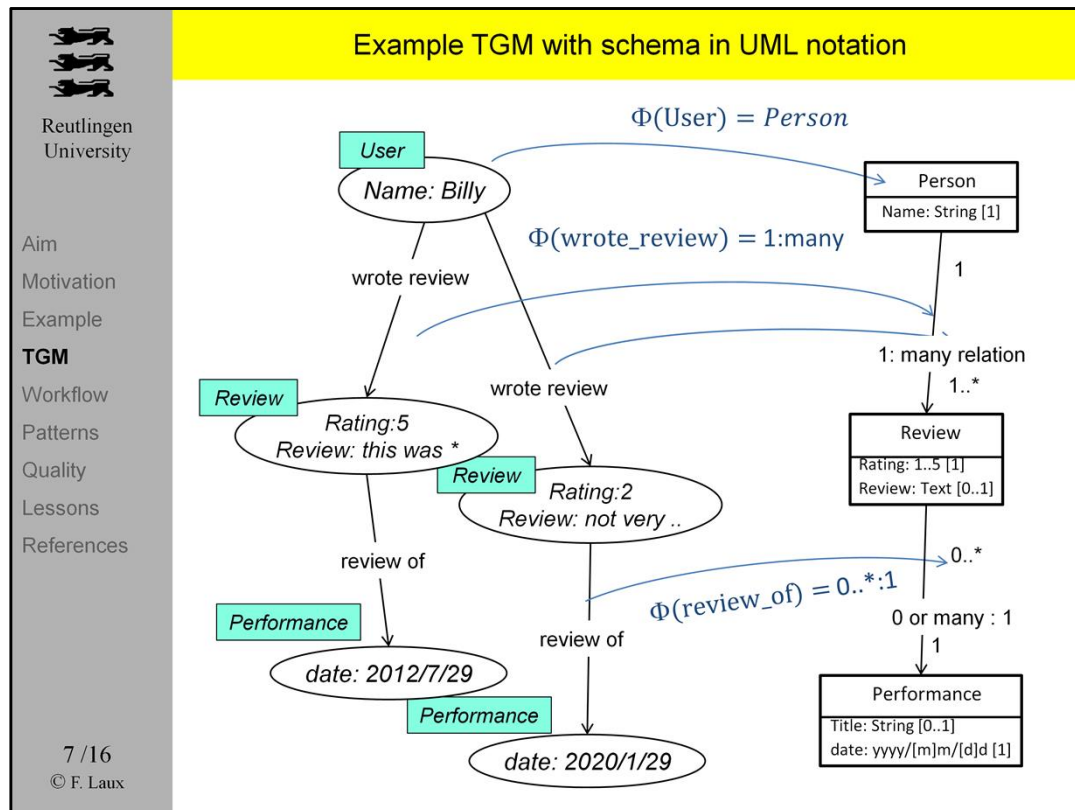 Example TGM with schema in UML notation
Reutlingen
University
Aim
Motivation
Example
TGM
Workflow
Patterns
Quality
Lessons
References
7 /16
© F. Laux
Φ(User) = Person
User
Name: Billy
Person
Name: String [1]
Φ(wrote_review) = 1:many
1
wrote review
1: many relation
wrote review
1..*
Review
Rating:5
Review: this was *
Review
Rating:2
Review: not very ..
Review
Rating: 1..5 [1]
Review: Text [0..1]
review of
0..*
Φ(review_of) = 0..*:1
Performance
review of
0 or many : 1
1
date: 2012/7/29
Performance
date: 2020/1/29
Performance
Title: String [0..1]
date: yyyy/[m]m/[d]d [1]